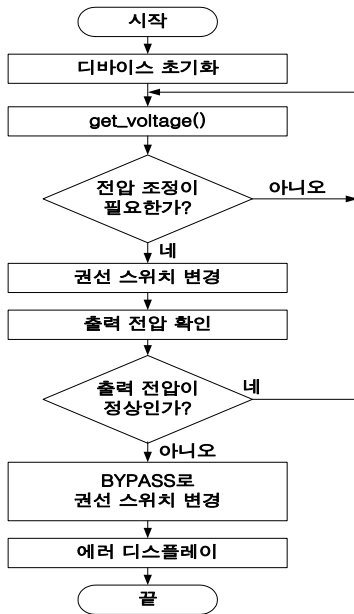 시작
디바이스 초기화
get_voltage()
전압 조정이
필요한가?
아니오
네
권선 스위치 변경
출력 전압 확인
출력 전압이
정상인가?
네
아니오
BYPASS로
권선 스위치 변경
에러 디스플레이
끝